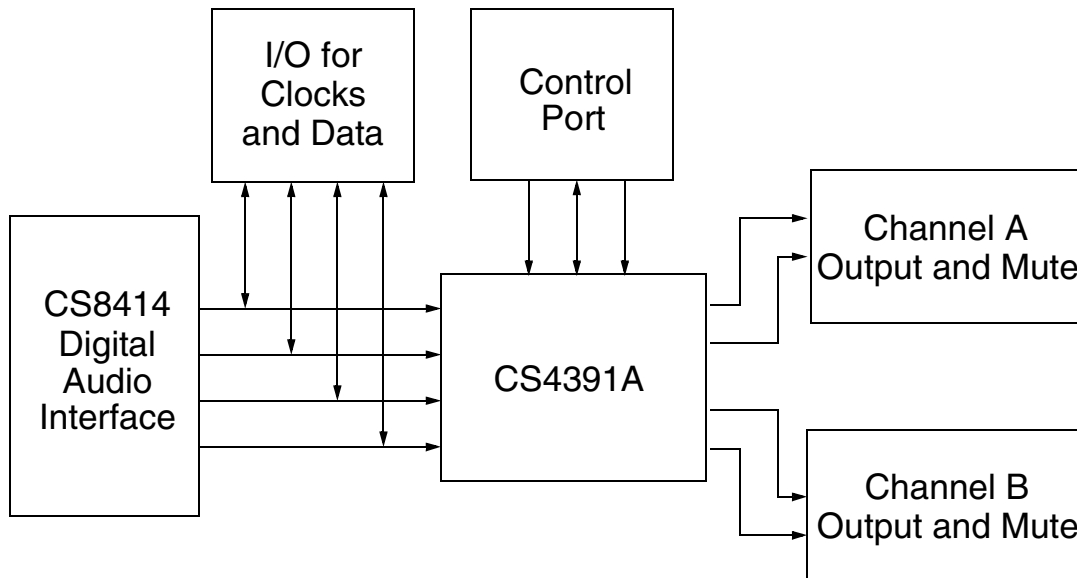 I/O for
Clocks
and Data
Control
Port
CS8414
Digital
Audio
Interface
CS4391A
Channel A
Output and Mute
Channel B
Output and Mute